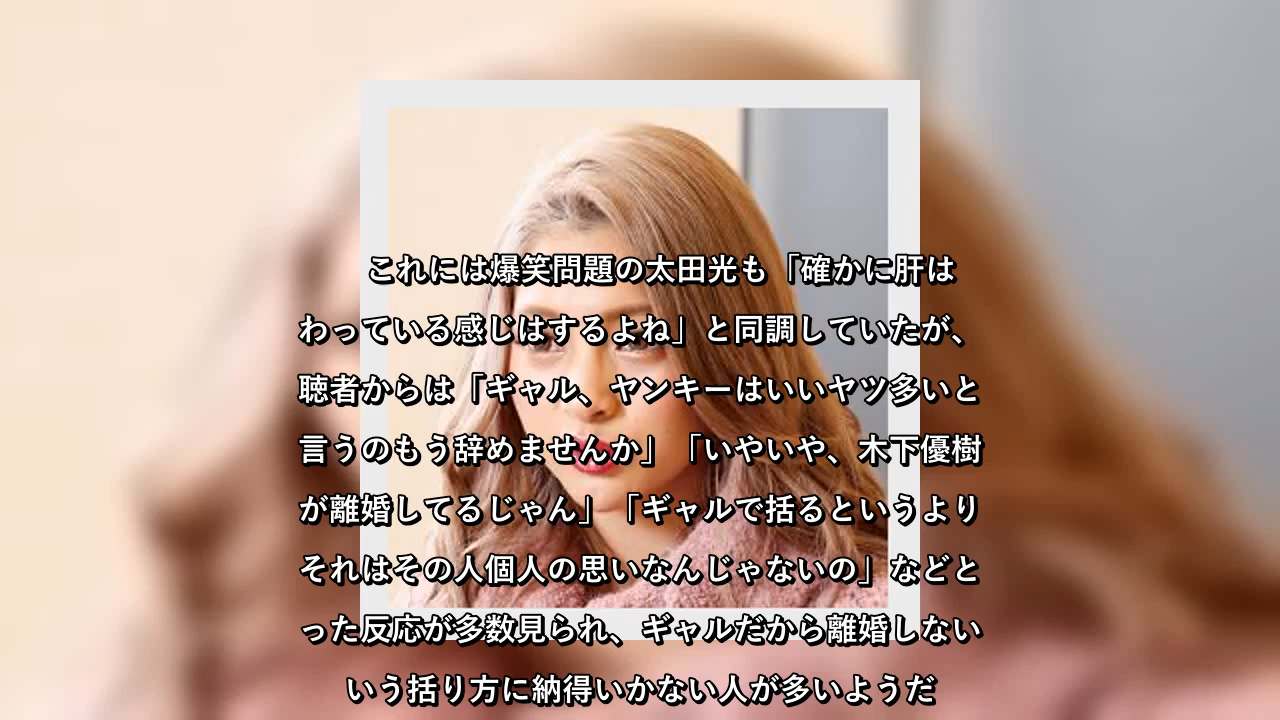 これには爆笑問題の太田光も「確かに肝は
わっている感じはするよね」と同調していたが、
聴者からは「ギャル、ヤンキーはいいヤツ多いと
言うのもう辞めませんか」「いやいや、木下優樹
が離婚してるじゃん」「ギャルで括るというより
それはその人個人の思いなんじゃないの」などと
った反応が多数見られ、ギャルだから離婚しない
いう括り方に納得いかない人が多いようだ